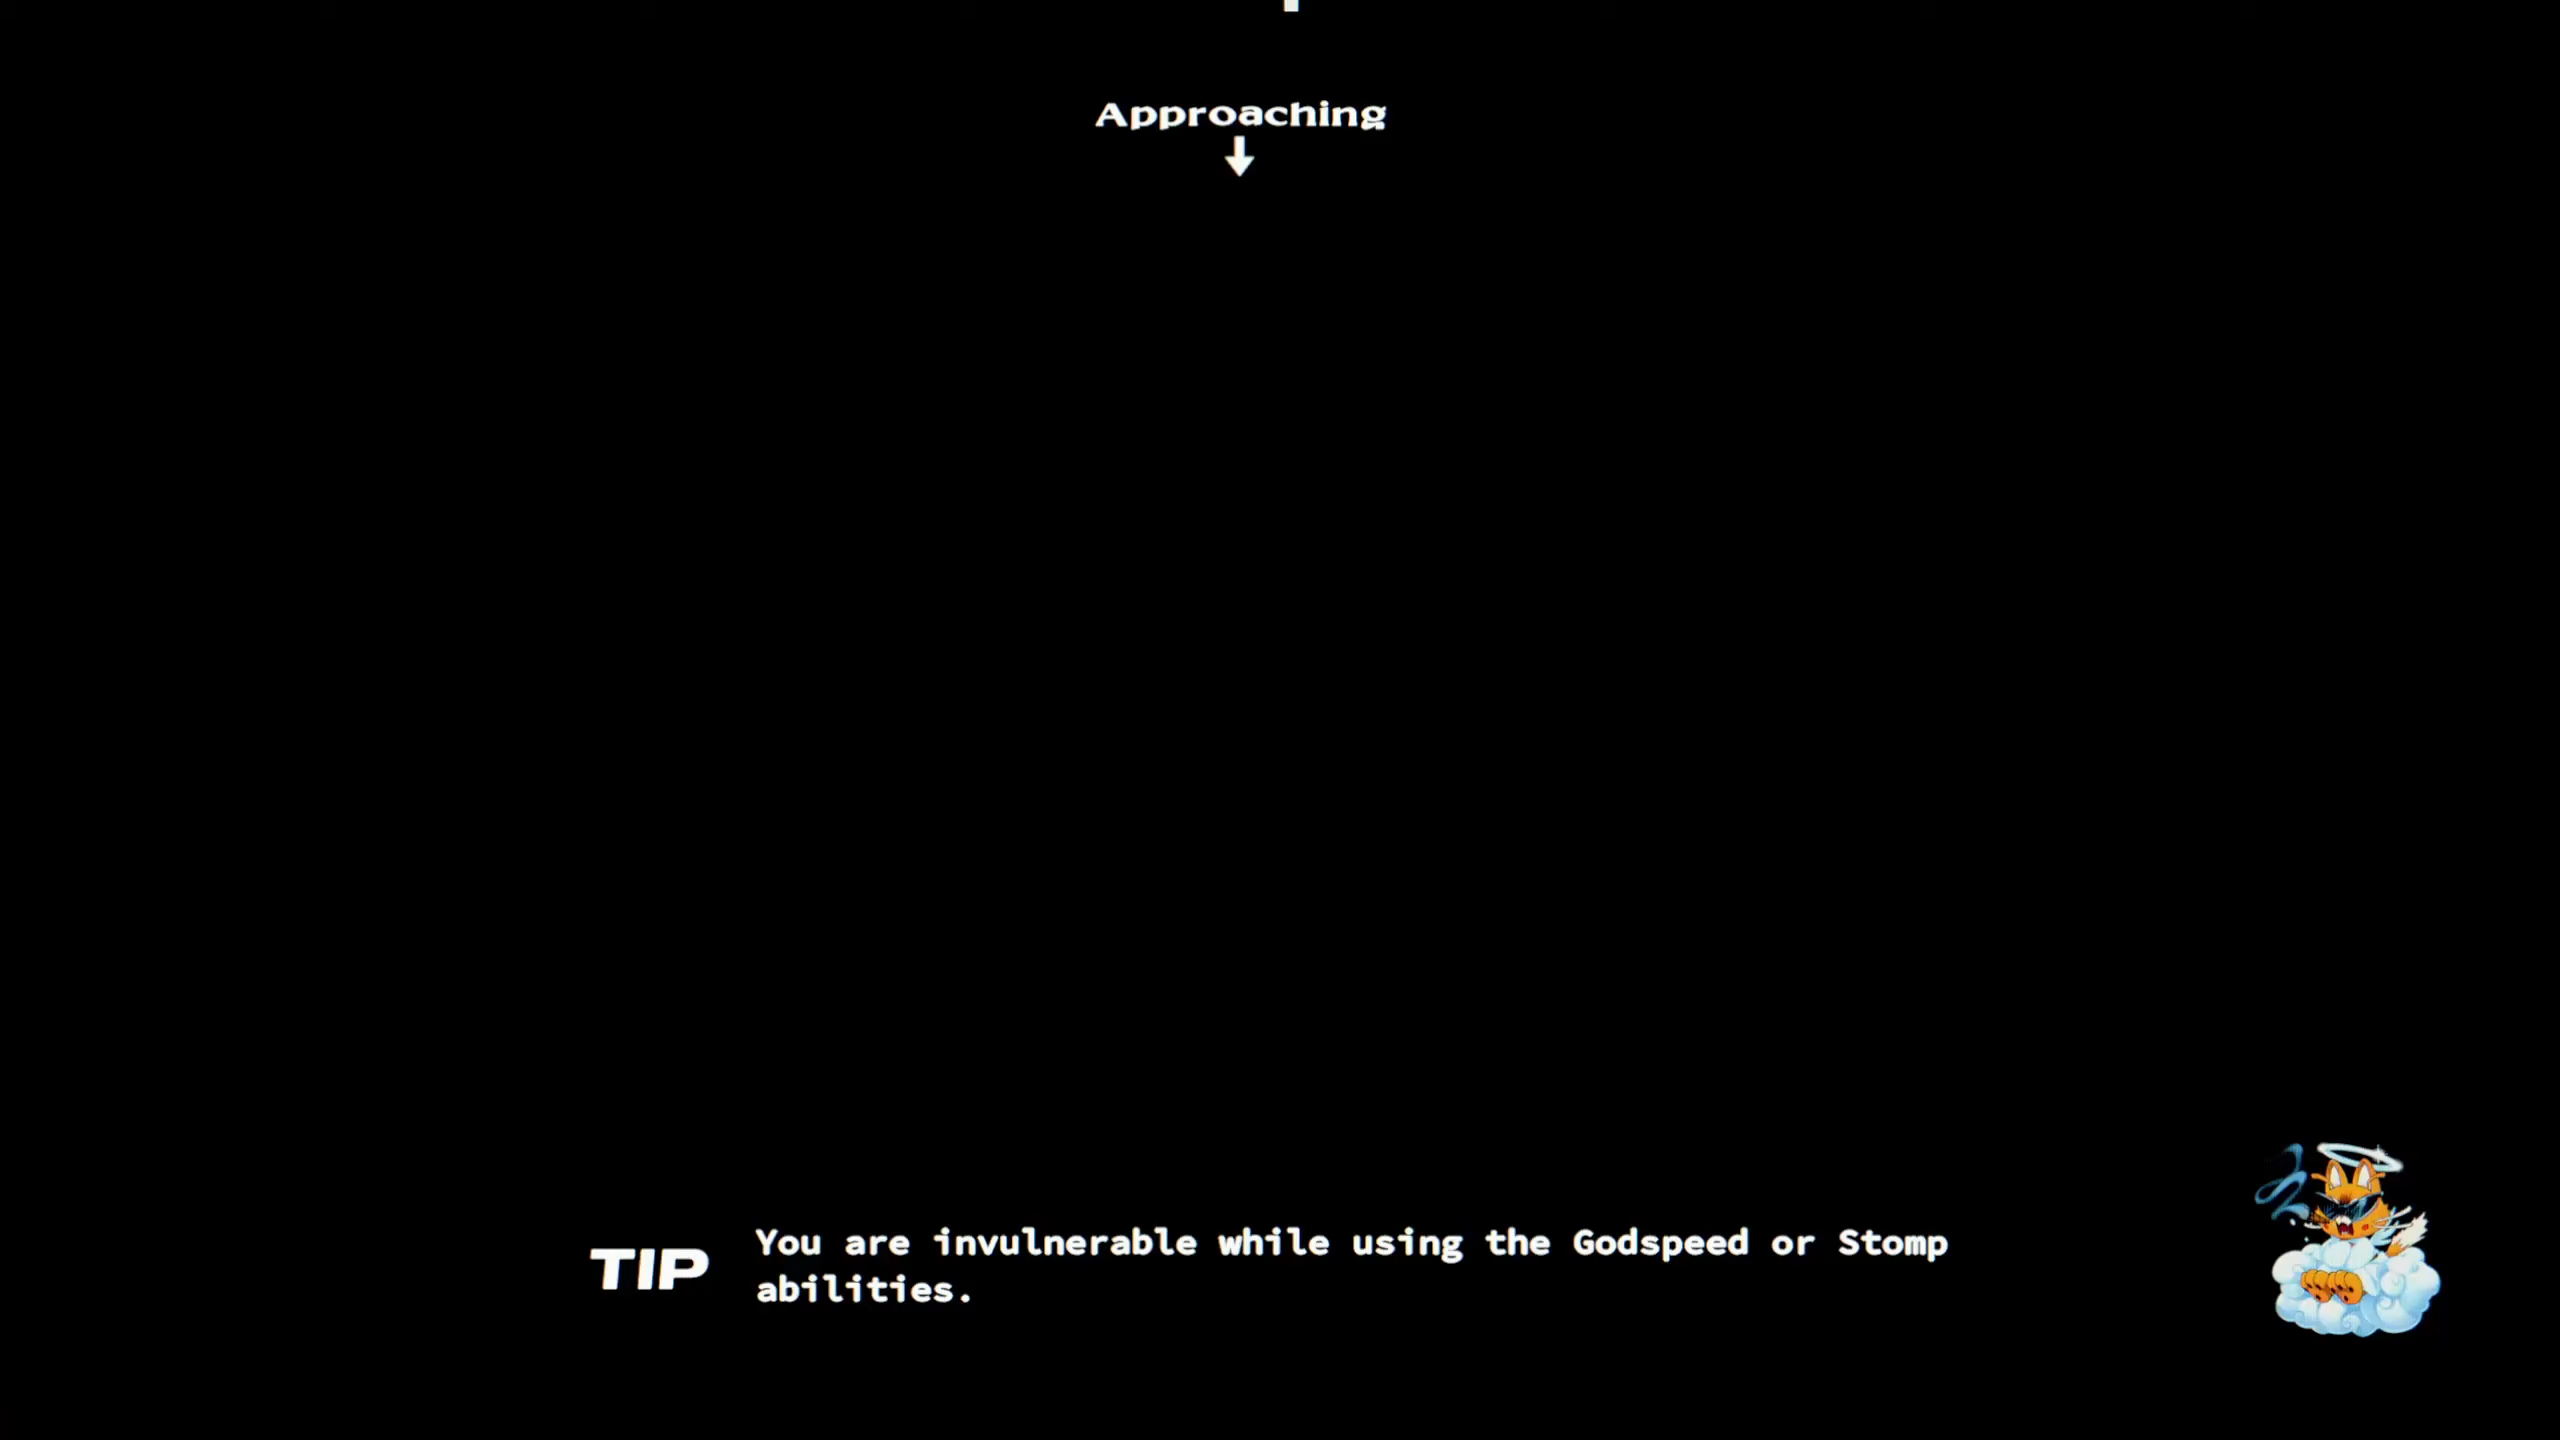 Approaching
TIP
You are invulnerable while using the Godspeed or Stomp
abilities.